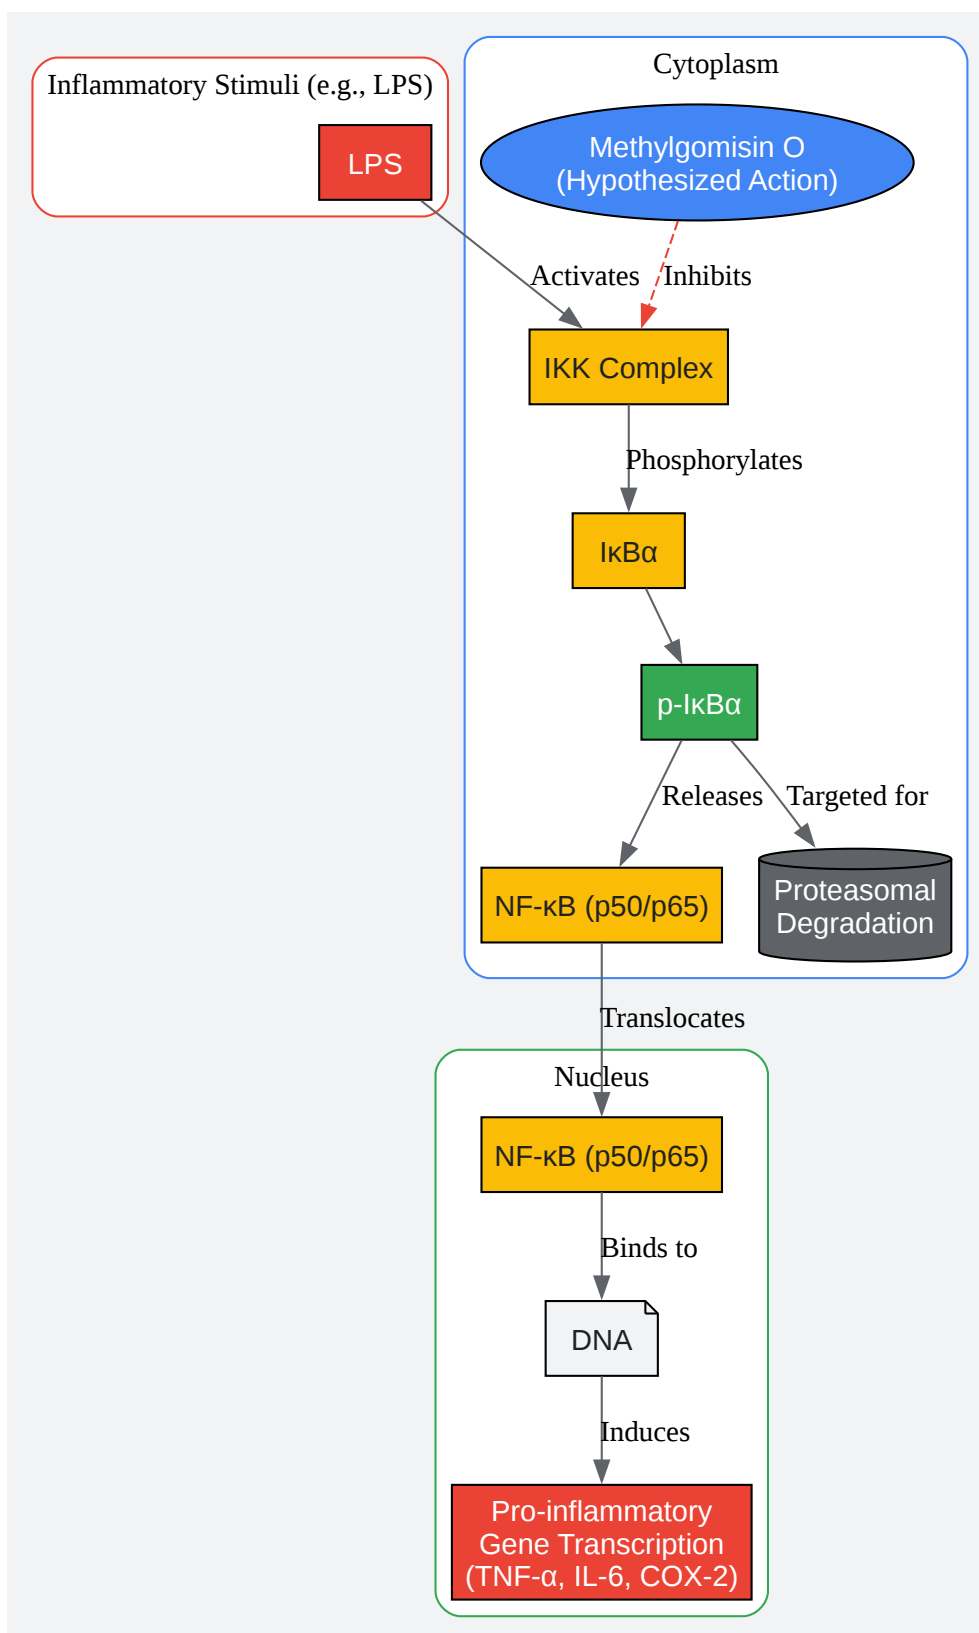 Inflammatory Stimuli (e.g., LPS)
LPS
Cytoplasm
Methylgomisin O
(Hypothesized Action)
Activates
Inhibits
IKK Complex
Phosphorylates
IκBα
p-IκBα
Releases
Targeted for
NF-κB (p50/p65)
Proteasomal
Degradation
Translocates
Nucleus
NF-κB (p50/p65)
Binds to
DNA
Induces
Pro-inflammatory
Gene Transcription
(TNF-α, IL-6, COX-2)